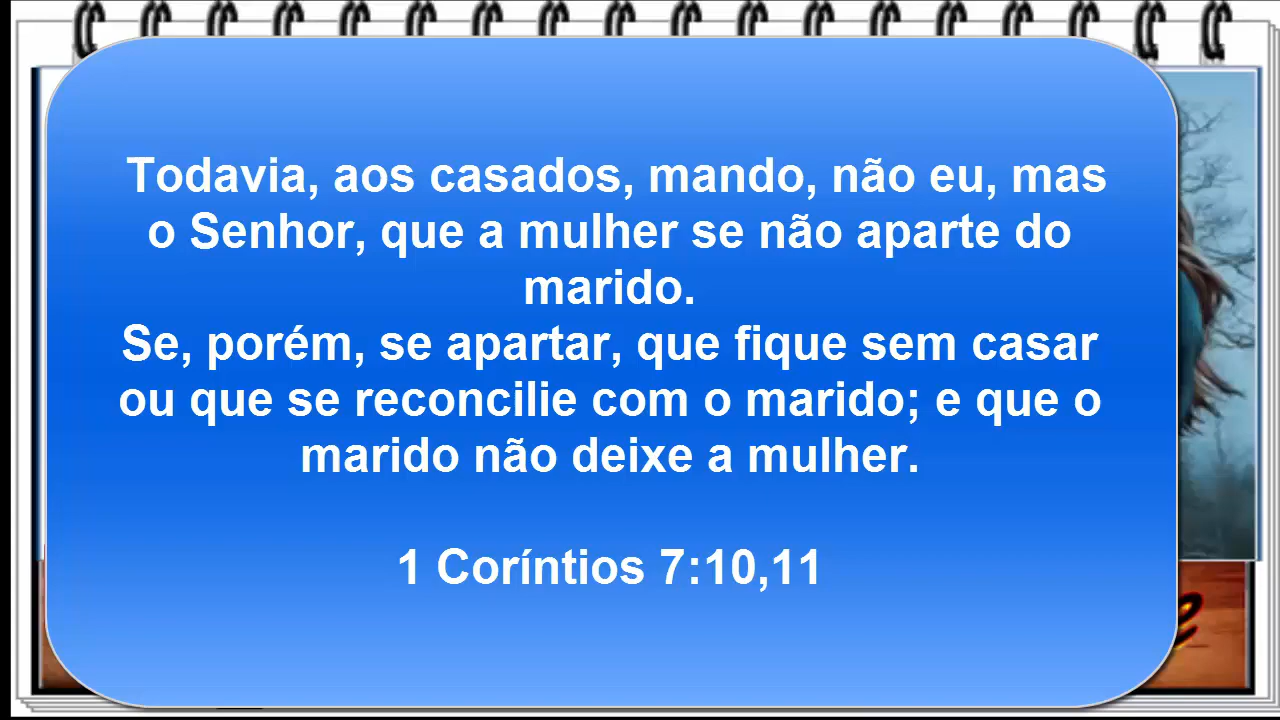 Todavia, aos casados, mando, não eu, mas
o Senhor, que a mulher se não aparte do
marido.
Se, porém, se apartar, que fique sem casar
ou que se reconcilie com o marido; e que o
marido não deixe a mulher.
1 Coríntios 7:10,11